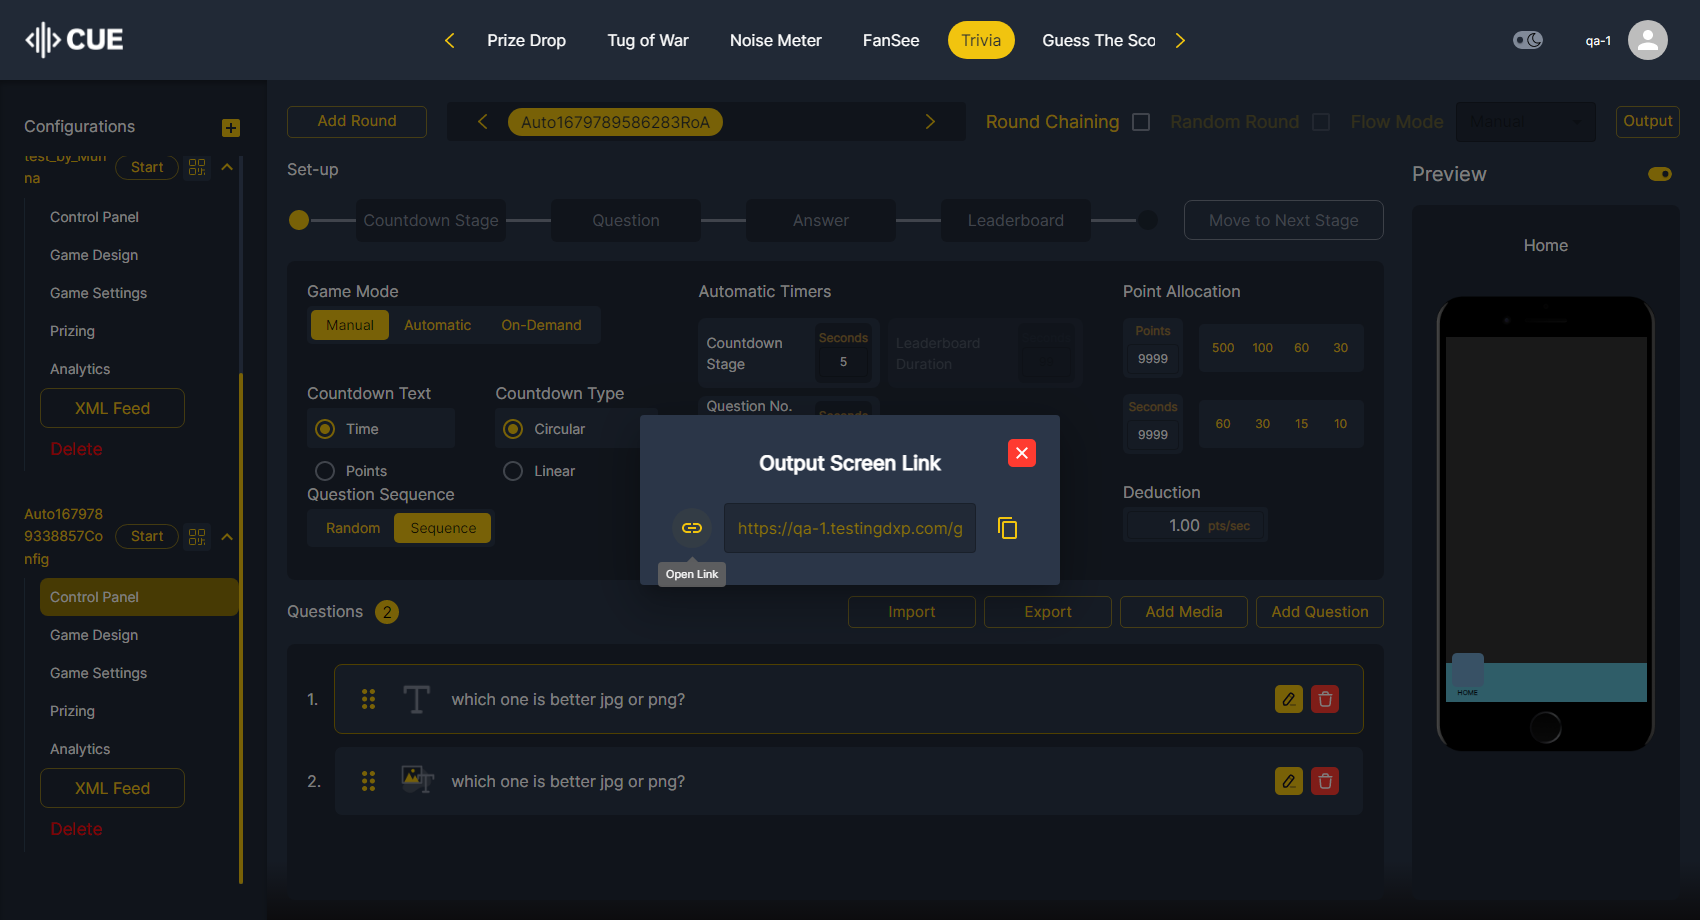 CUE
Prize Drop
Tug of War
Noise Meter
FanSee
Trivia
Guess The Sco
qa-1
Configurations
test_by_Mun
na
Start
Control Panel
Game Design
Game Settings
Prizing
Analytics
XML Feed
Delete
Auto167978
9338857Co
nfig
Start
Control Panel
Game Design
Game Settings
Prizing
Analytics
XML Feed
Delete
Add Round
Auto1679789586283RoA
Round Chaining
Random Round
Flow Mode
Manual
Output
Set-up
Countdown Stage
Question
Answer
Leaderboard
Move to Next Stage
Game Mode
Manual
Automatic
On-Demand
Countdown Text
Time
Points
Countdown Type
Circular
Linear
Question Sequence
Random
Sequence
Automatic Timers
Countdown
Stage
Seconds
5
Leaderboard
Duration
Question No.
Seconds
Point Allocation
Points
9999
500
100
60
30
Seconds
9999
60
30
15
10
Deduction
1.00 pts/sec
Output Screen Link
https://qa-1.testingdxp.com/g
Open Link
Questions 2
Import
Export
Add Media
Add Question
1.
which one is better jpg or png?
2.
which one is better jpg or png?
Preview
Home
HOME